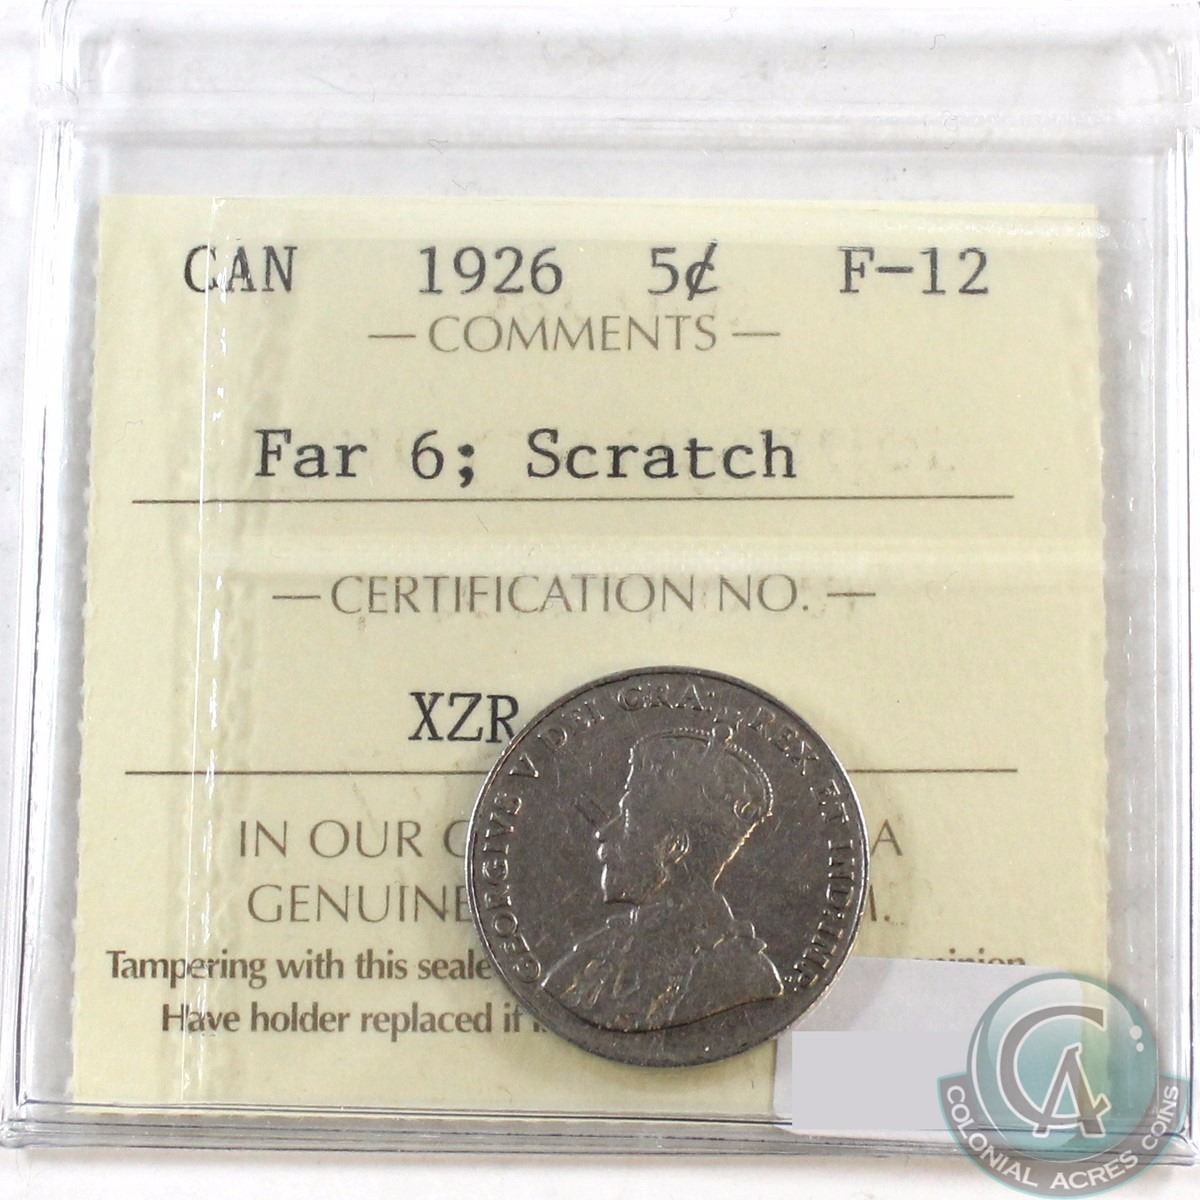 CAN 1926 5¢ F-12
— COMMENTS —
Far 6; Scratch
— CERTIFICATION NO. —
XZR
IN OUR A
GENUINE M.
Tampering with this seale
Have holder replaced if
GEORGIVS V DEI GRA: REX ET IND:IMP:
CA
COLONIAL ACRES COINS